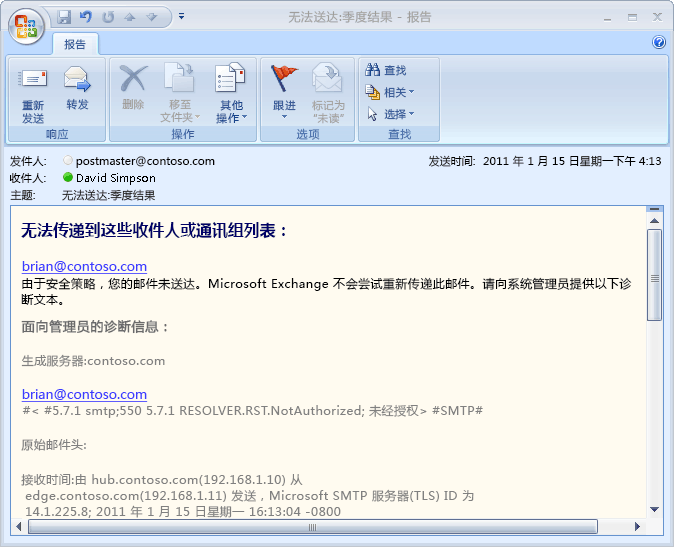 无法送达:季度结果 - 报告
报告
重新
发送
转发
响应
删除
移至
文件夹
其他
操作
操作
跟进
标记为
“未读”
选项
查找
相关
选择
查找
发件人: postmaster@contoso.com
发送时间: 2011 年 1 月 15 日星期一下午 4:13
收件人: David Simpson
主题: 无法送达:季度结果
无法传递到这些收件人或通讯组列表：
brian@contoso.com
由于安全策略，您的邮件未送达。Microsoft Exchange 不会尝试重新传递此邮件。请向系统管理员提供以下诊
断文本。
面向管理员的诊断信息：
生成服务器:contoso.com
brian@contoso.com
#< #5.7.1 smtp;550 5.7.1 RESOLVER.RST.NotAuthorized; 未经授权> #SMTP#
原始邮件头:
接收时间:由 hub.contoso.com(192.168.1.10) 从
edge.contoso.com(192.168.1.11) 发送，Microsoft SMTP 服务器(TLS) ID 为
14.1.225.8; 2011 年 1 月 15 日星期一 16:13:04 -0800